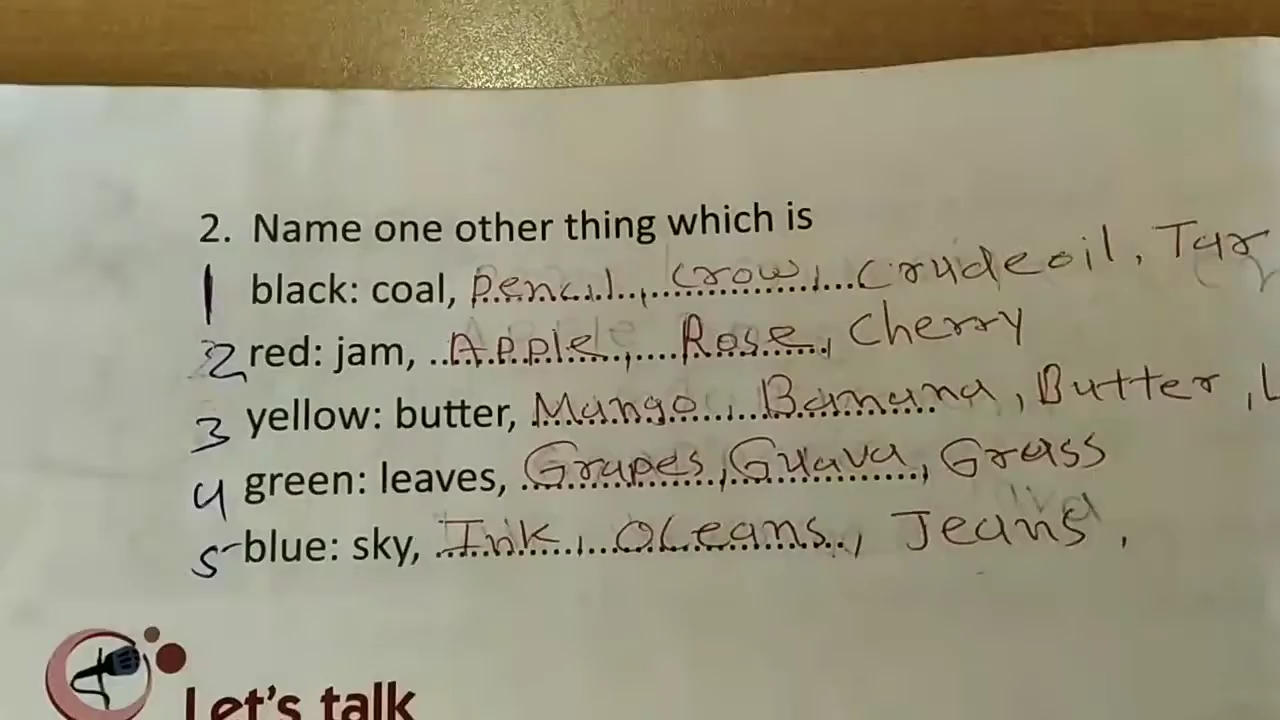 2. Name one other thing which is
1 black: coal, pencil, crow, crudeoil, Tar
2 red: jam, Apple, Rose, Cherry
3 yellow: butter, Mango, Banana, Butter,
4 green: leaves, Grapes, Guava, Grass
5 blue: sky, Ink, Oceans, Jeans,
Let's talk